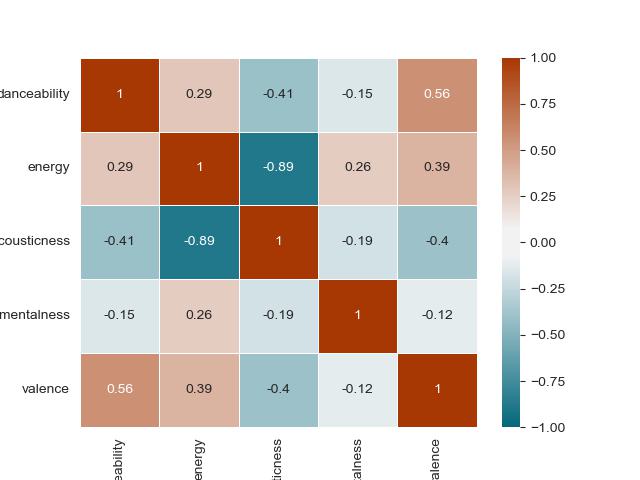 danceability 1 0.29 -0.41 -0.15 0.56
energy 0.29 1 -0.89 0.26 0.39
cousticness -0.41 -0.89 1 -0.19 -0.4
mentalness -0.15 0.26 -0.19 1 -0.12
valence 0.56 0.39 -0.4 -0.12 1
eability energy ticness talness alence
1.00
0.75
0.50
0.25
0.00
−0.25
−0.50
−0.75
−1.00